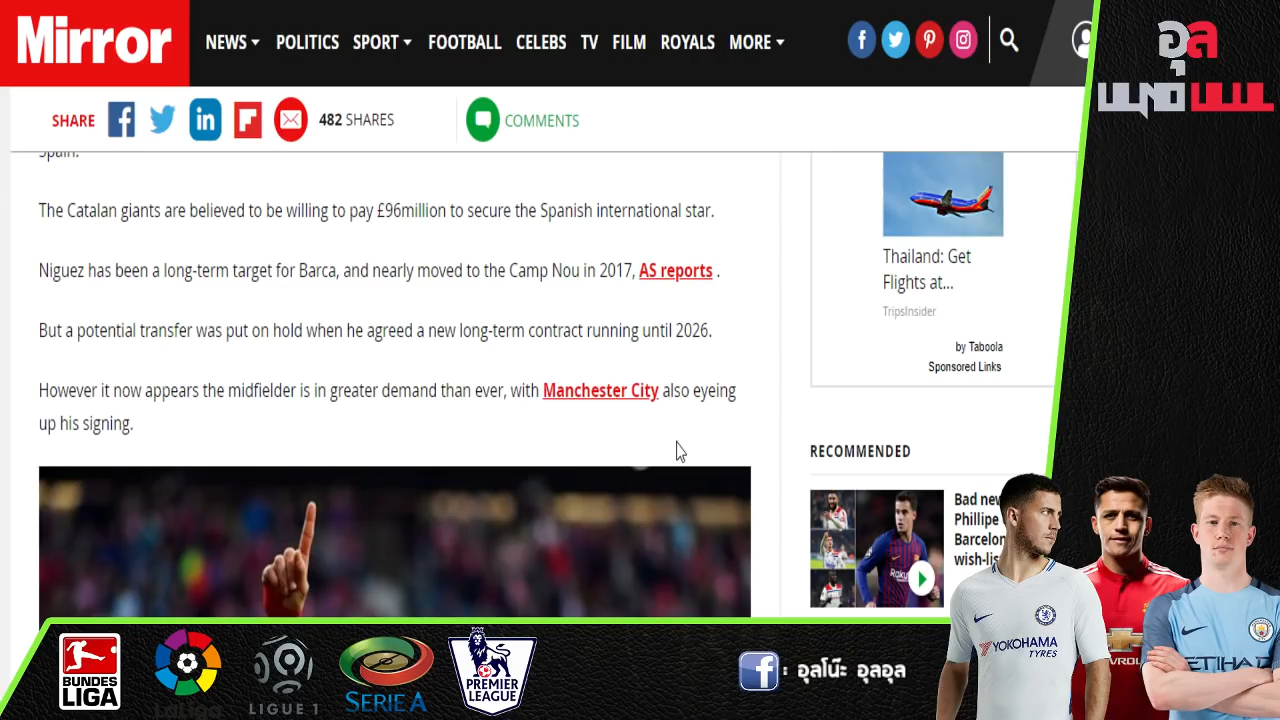 Mirror
NEWS POLITICS SPORT FOOTBALL CELEBS TV FILM ROYALS MORE
อุล
SHARE 482 SHARES COMMENTS
Spain.
The Catalan giants are believed to be willing to pay £96million to secure the Spanish international star.
Niguez has been a long-term target for Barca, and nearly moved to the Camp Nou in 2017, AS reports .
But a potential transfer was put on hold when he agreed a new long-term contract running until 2026.
However it now appears the midfielder is in greater demand than ever, with Manchester City also eyeing
up his signing.
Thailand: Get
Flights at...
TripsInsider
by Taboola
Sponsored Links
RECOMMENDED
Bad
Phillipe
Barcelon
wish-li
BUNDES
LIGA
LaLiga
LIGUE 1
SERIE A
PREMIER
LEAGUE
: อุลโน๊ะ อุลอุล
YOKOHAMA
TYRES